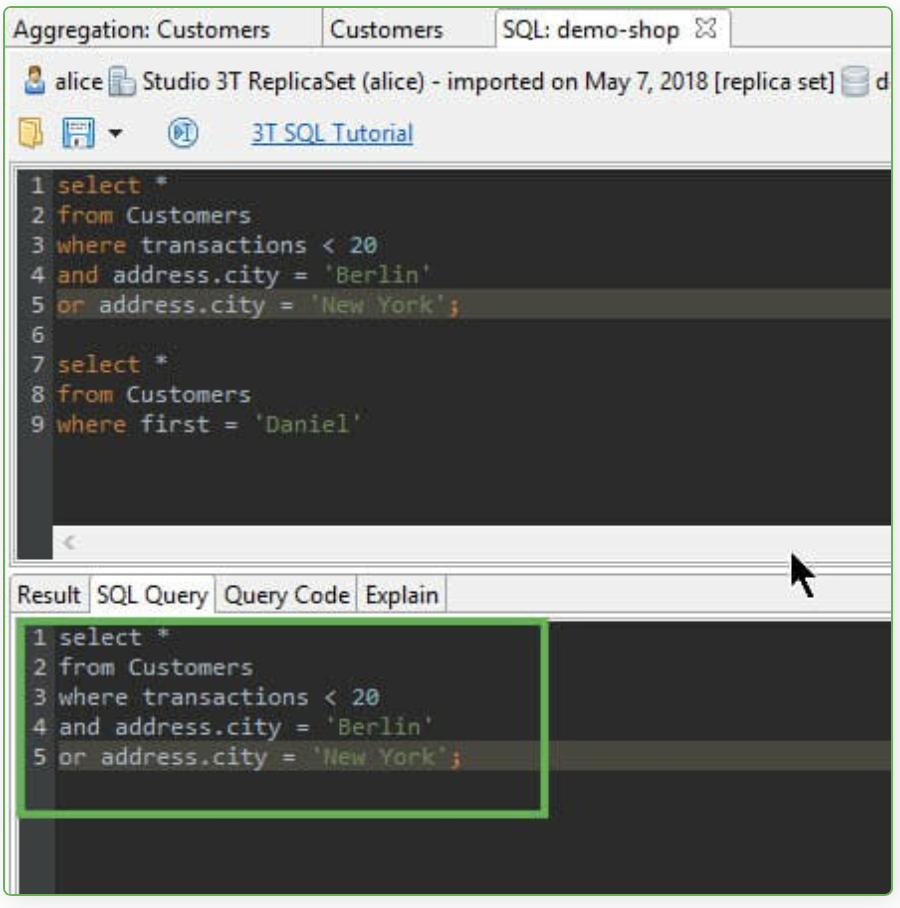 Aggregation: Customers Customers SQL: demo-shop
alice Studio 3T ReplicaSet (alice) - imported on May 7, 2018 [replica set] d
3T SQL Tutorial
1 select *
2 from Customers
3 where transactions < 20
4 and address.city = 'Berlin'
5 or address.city = 'New York';
6
7 select *
8 from Customers
9 where first = 'Daniel'
Result SQL Query Query Code Explain
1 select *
2 from Customers
3 where transactions < 20
4 and address.city = 'Berlin'
5 or address.city = 'New York';